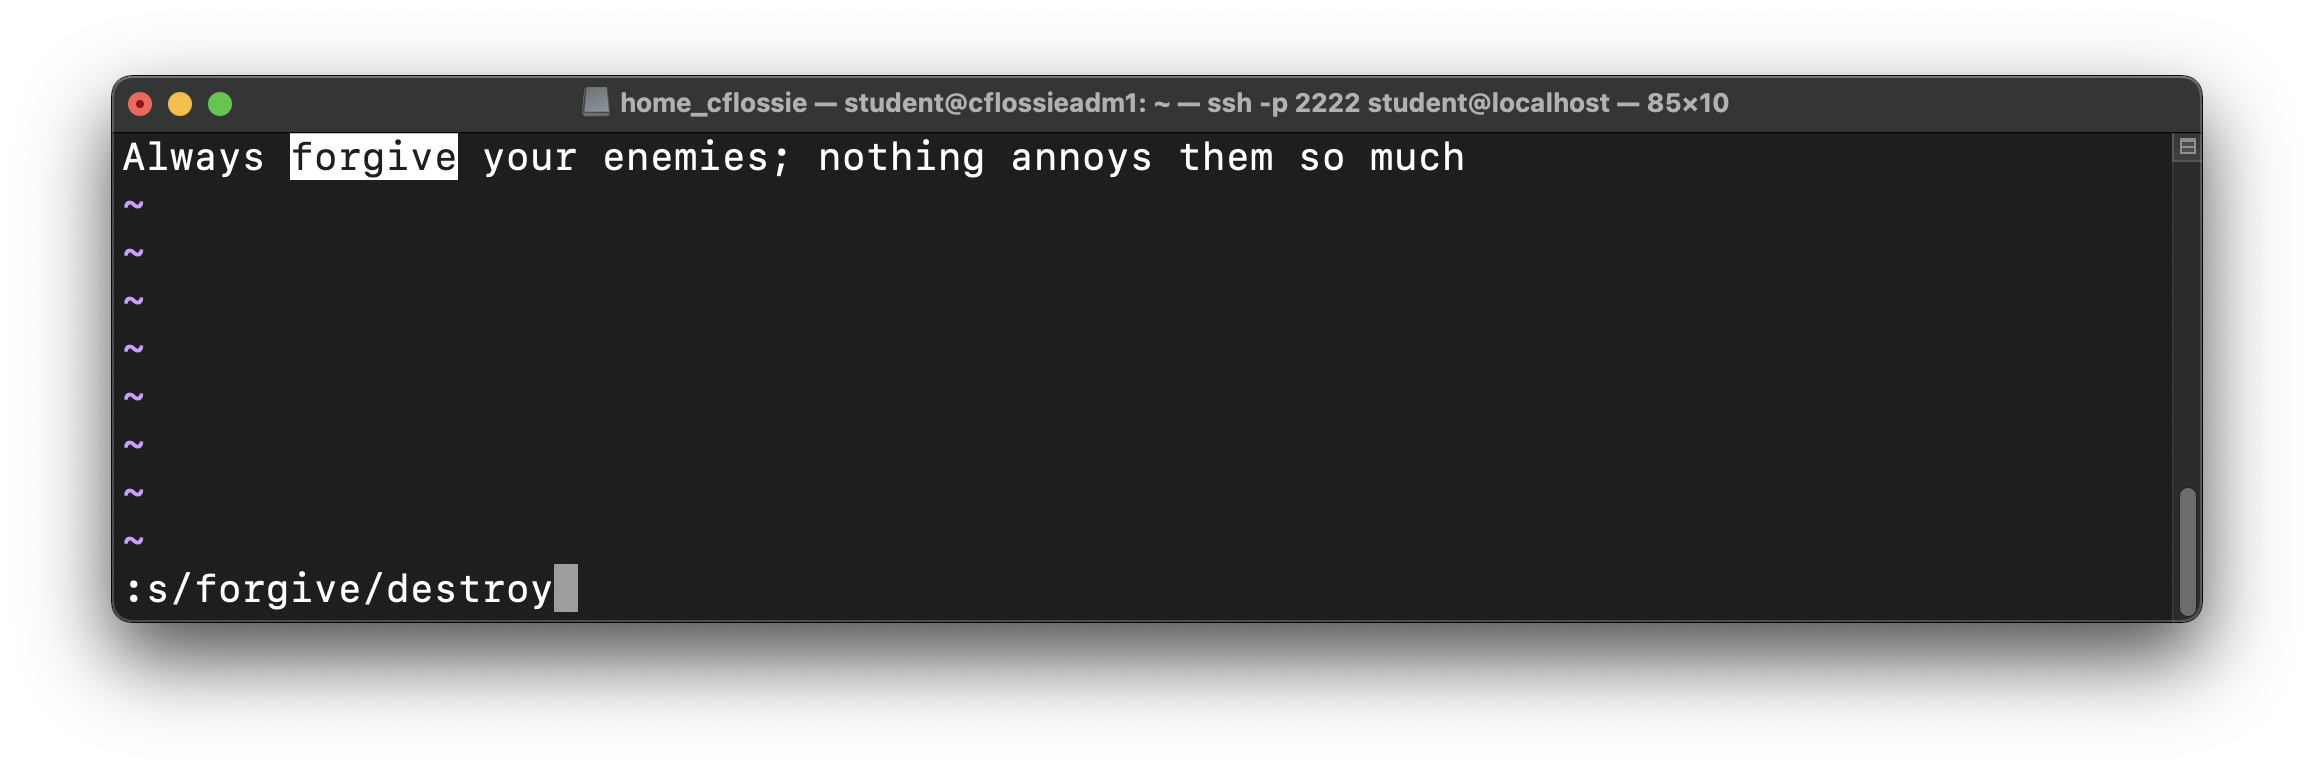 home_cflossie — student@cflossieadm1: ~ — ssh -p 2222 student@localhost — 85×10
Always forgive your enemies; nothing annoys them so much
~
~
~
~
~
~
~
~
:s/forgive/destroy